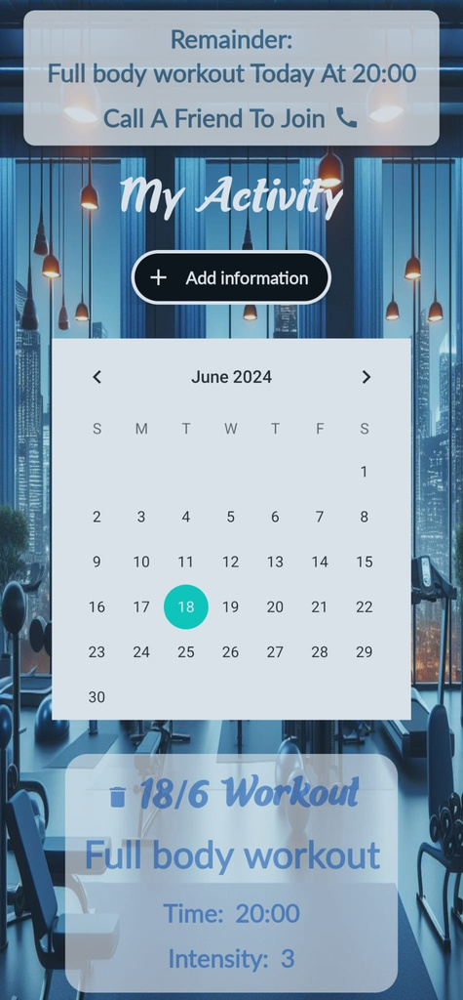 Remainder:
Full body workout Today At 20:00
Call A Friend To Join
My Activity
+ Add information
June 2024
S M T W T F S
1
2 3 4 5 6 7 8
9 10 11 12 13 14 15
16 17 18 19 20 21 22
23 24 25 26 27 28 29
30
18/6 Workout
Full body workout
Time: 20:00
Intensity: 3